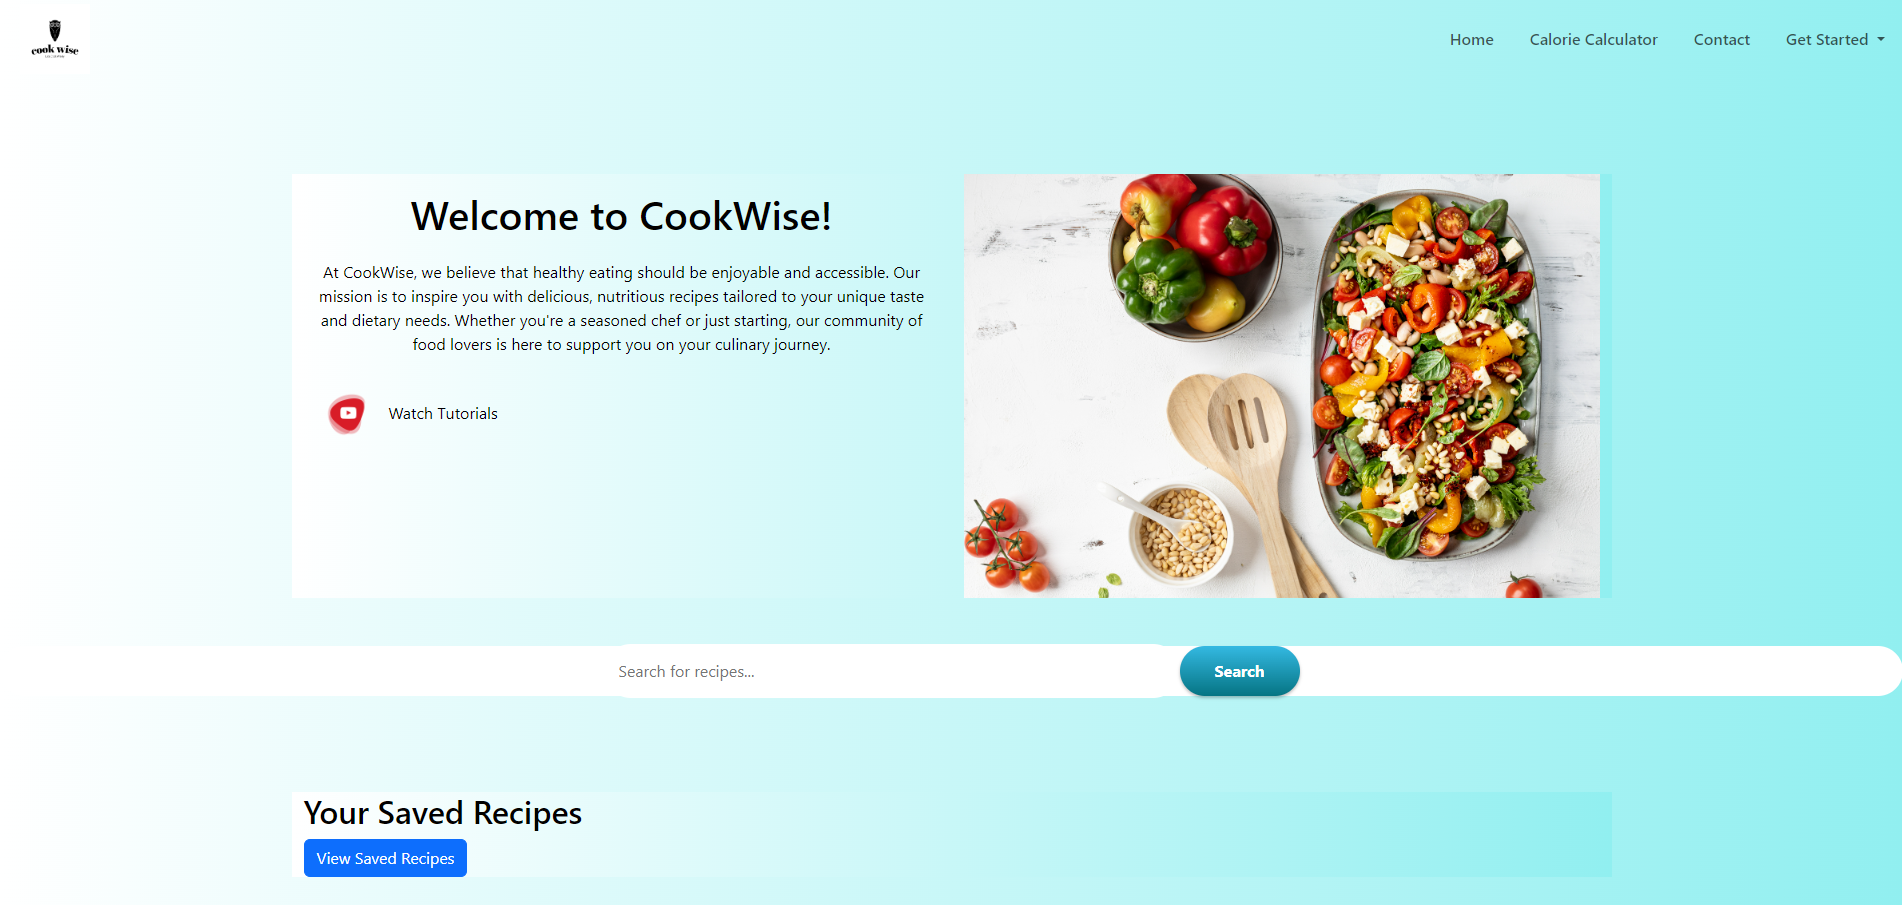 cook wise
Home
Calorie Calculator
Contact
Get Started
Welcome to CookWise!
At CookWise, we believe that healthy eating should be enjoyable and accessible. Our
mission is to inspire you with delicious, nutritious recipes tailored to your unique taste
and dietary needs. Whether you're a seasoned chef or just starting, our community of
food lovers is here to support you on your culinary journey.
Watch Tutorials
Search for recipes...
Search
Your Saved Recipes
View Saved Recipes